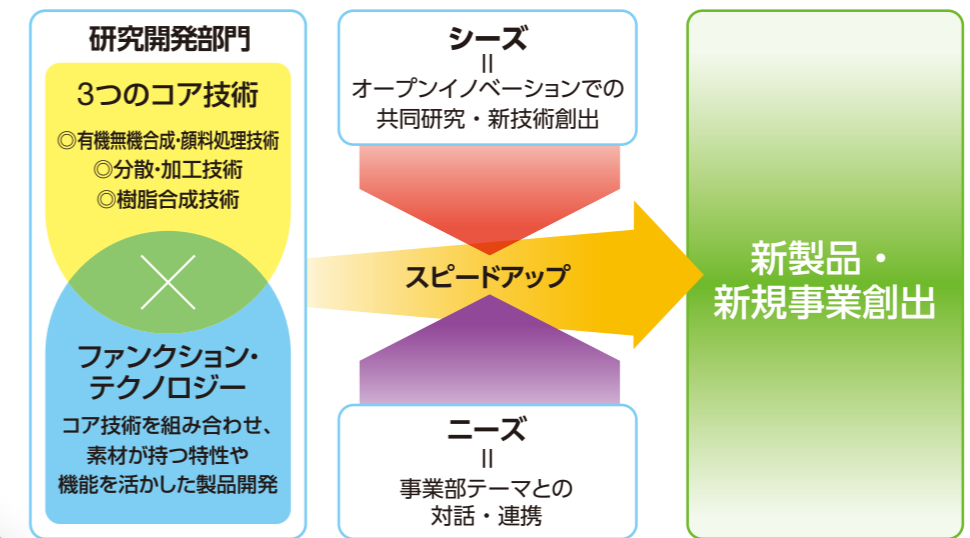 研究開発部門
3つのコア技術
◎有機無機合成・顔料処理技術
◎分散・加工技術
◎樹脂合成技術
×
ファンクション・
テクノロジー
コア技術を組み合わせ、
素材が持つ特性や
機能を活かした製品開発
シーズ
=
オープンイノベーションでの
共同研究・新技術創出
スピードアップ
ニーズ
=
事業部テーマとの
対話・連携
新製品・
新規事業創出